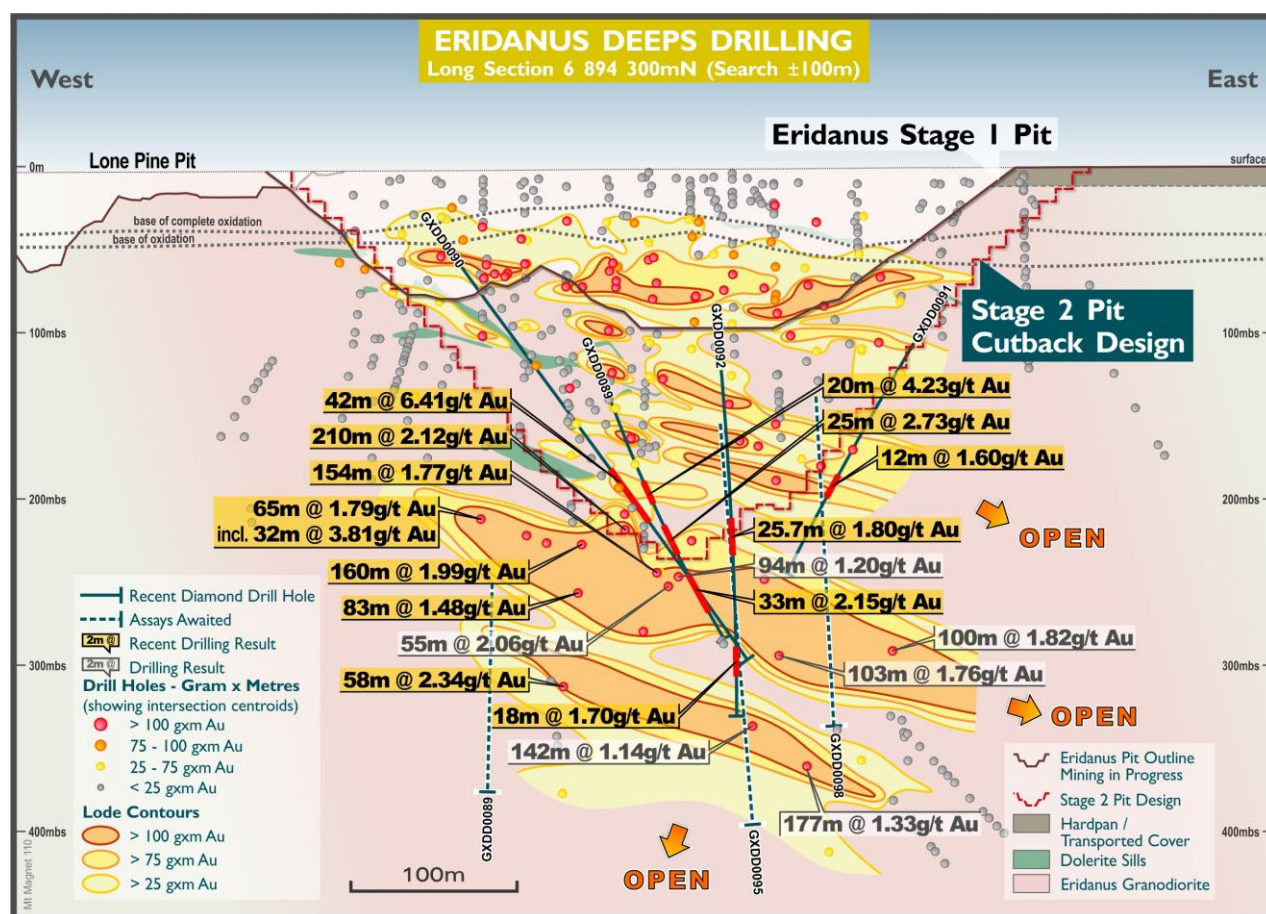 ERIDANUS DEEPS DRILLING
Long Section 6 894 300mN (Search ±100m)
West
East
Eridanus Stage 1 Pit
Lone Pine Pit
0m
surface
base of complete oxidation
base of oxidation
GXDD0090
GXDD0091
GXDD0092
GXDD0089
Stage 2 Pit
Cutback Design
100mbs
100mbs
42m @ 6.41g/t Au
20m @ 4.23g/t Au
210m @ 2.12g/t Au
25m @ 2.73g/t Au
154m @ 1.77g/t Au
12m @ 1.60g/t Au
200mbs
200mbs
65m @ 1.79g/t Au
incl. 32m @ 3.81g/t Au
25.7m @ 1.80g/t Au
OPEN
160m @ 1.99g/t Au
94m @ 1.20g/t Au
83m @ 1.48g/t Au
33m @ 2.15g/t Au
55m @ 2.06g/t Au
100m @ 1.82g/t Au
300mbs
300mbs
103m @ 1.76g/t Au
58m @ 2.34g/t Au
18m @ 1.70g/t Au
OPEN
142m @ 1.14g/t Au
177m @ 1.33g/t Au
GXDD0089
GXDD0095
GXDD0098
400mbs
400mbs
OPEN
100m
Recent Diamond Drill Hole
Assays Awaited
2m @
Recent Drilling Result
2m @
Drilling Result
Drill Holes - Gram x Metres
(showing intersection centroids)
> 100 gxm Au
75 - 100 gxm Au
25 - 75 gxm Au
< 25 gxm Au
Lode Contours
> 100 gxm Au
> 75 gxm Au
> 25 gxm Au
Eridanus Pit Outline
Mining in Progress
Stage 2 Pit Design
Hardpan /
Transported Cover
Dolerite Sills
Eridanus Granodiorite
Mt Magnet 110